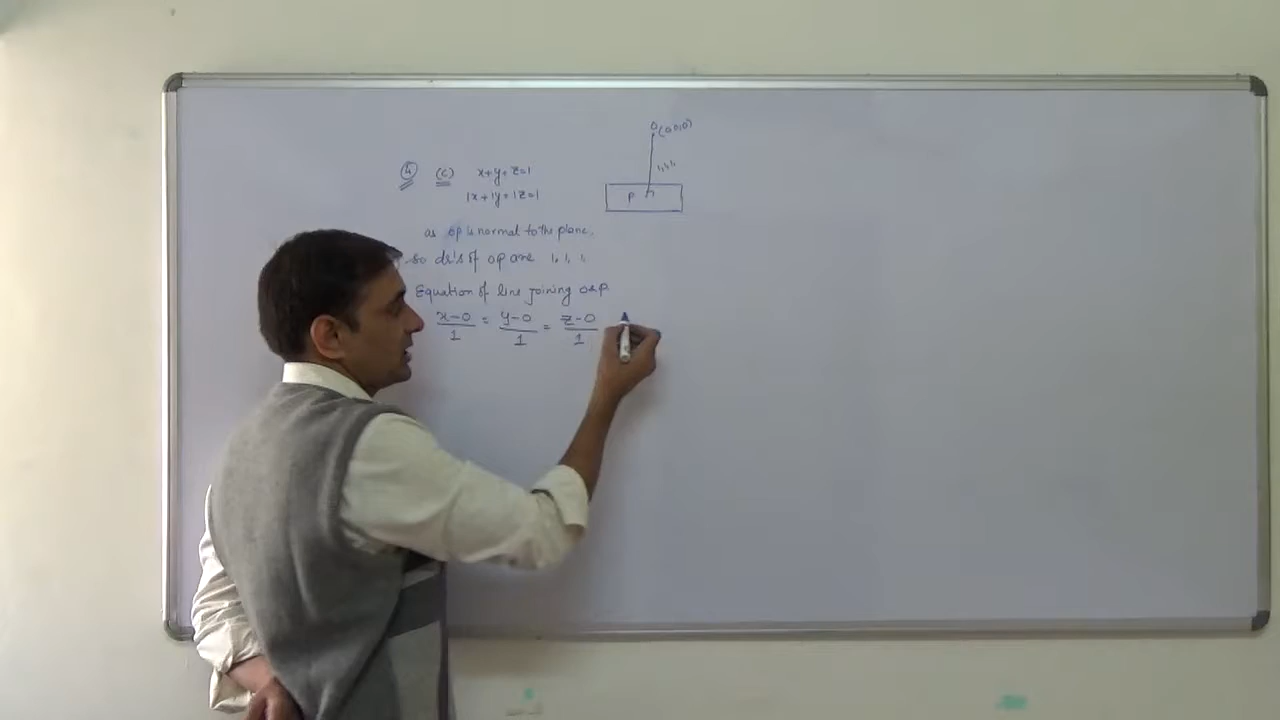 ④ (c) x+y+z=1
1x+1y+1z=1
as op is normal to the plane,
so dr's of op are 1, 1, 1,
Equation of line joining O&P
x-0/1 = y-0/1 = z-0/1
O(0,0,0)
1,1,1
P